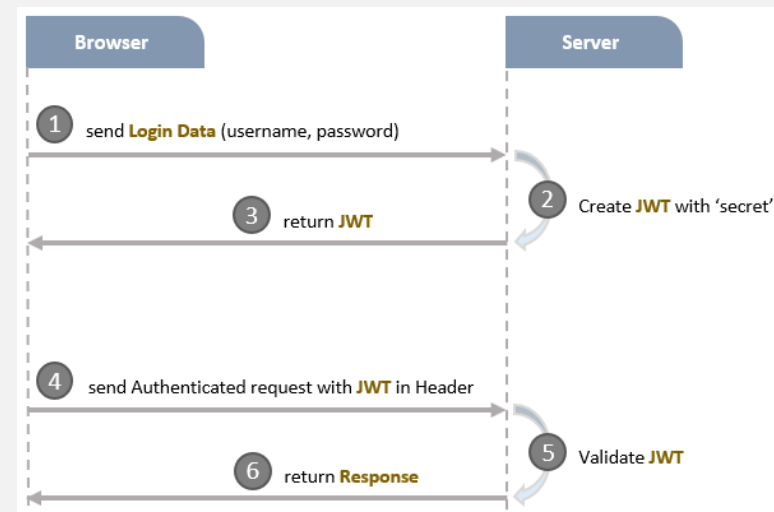 Browser
Server
1
send Login Data (username, password)
2
Create JWT with ‘secret’
3
return JWT
4
send Authenticated request with JWT in Header
5
Validate JWT
6
return Response